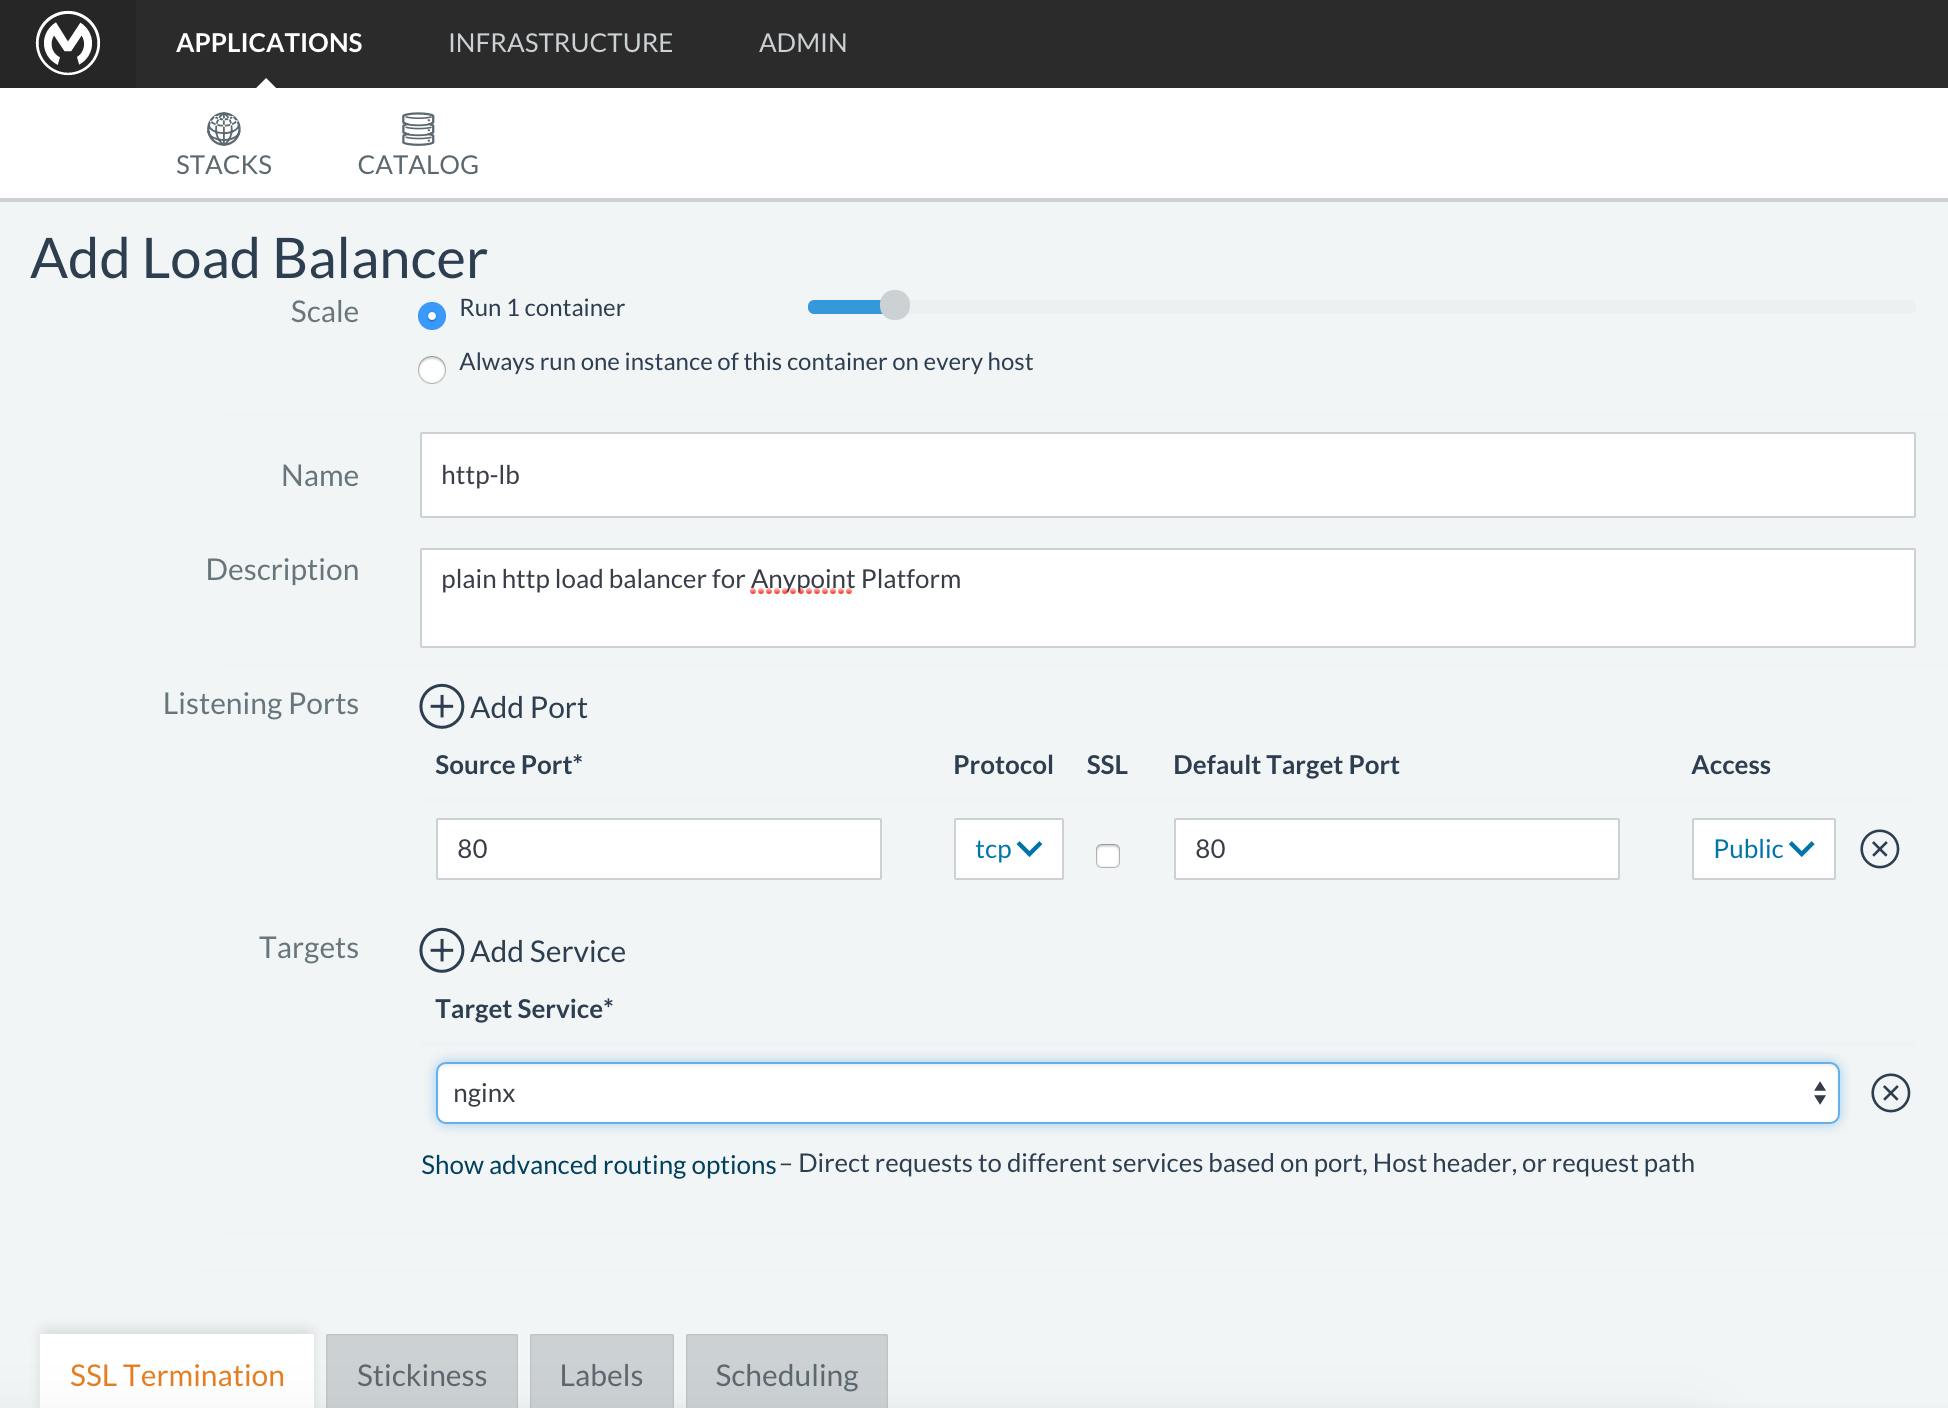 APPLICATIONS INFRASTRUCTURE ADMIN
STACKS CATALOG
Add Load Balancer
Scale Run 1 container
Always run one instance of this container on every host
Name http-lb
Description plain http load balancer for Anypoint Platform
Listening Ports Add Port
Source Port* Protocol SSL Default Target Port Access
80 tcp 80 Public
Targets Add Service
Target Service*
nginx
Show advanced routing options – Direct requests to different services based on port, Host header, or request path
SSL Termination Stickiness Labels Scheduling